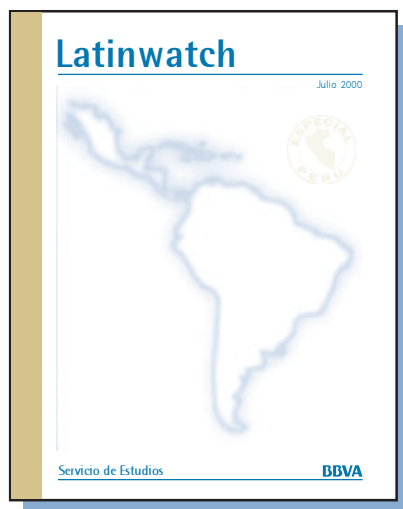 Latinwatch
Julio 2000
ESPECIAL
PERU
Servicio de Estudios
BBVA